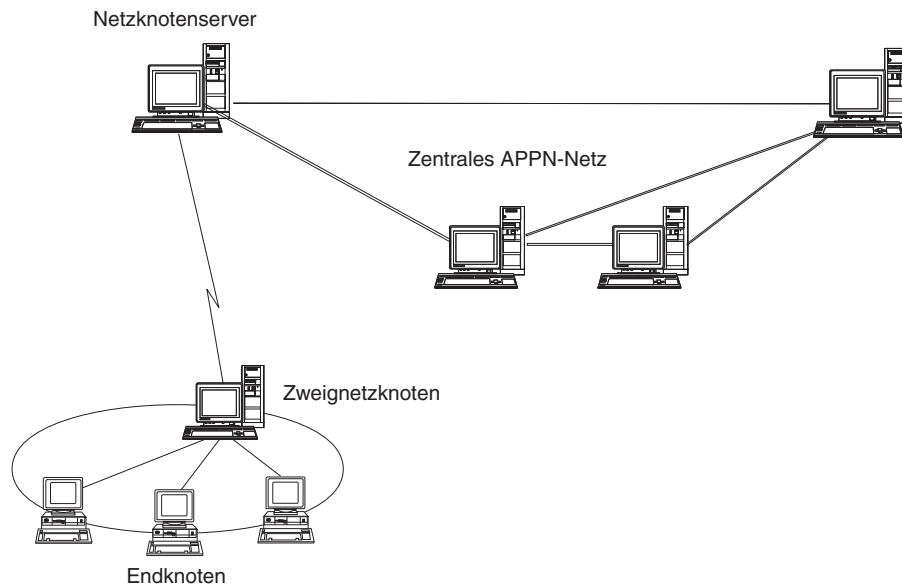 Netzknotenserver
Zentrales APPN-Netz
Zweignetzknoten
Endknoten